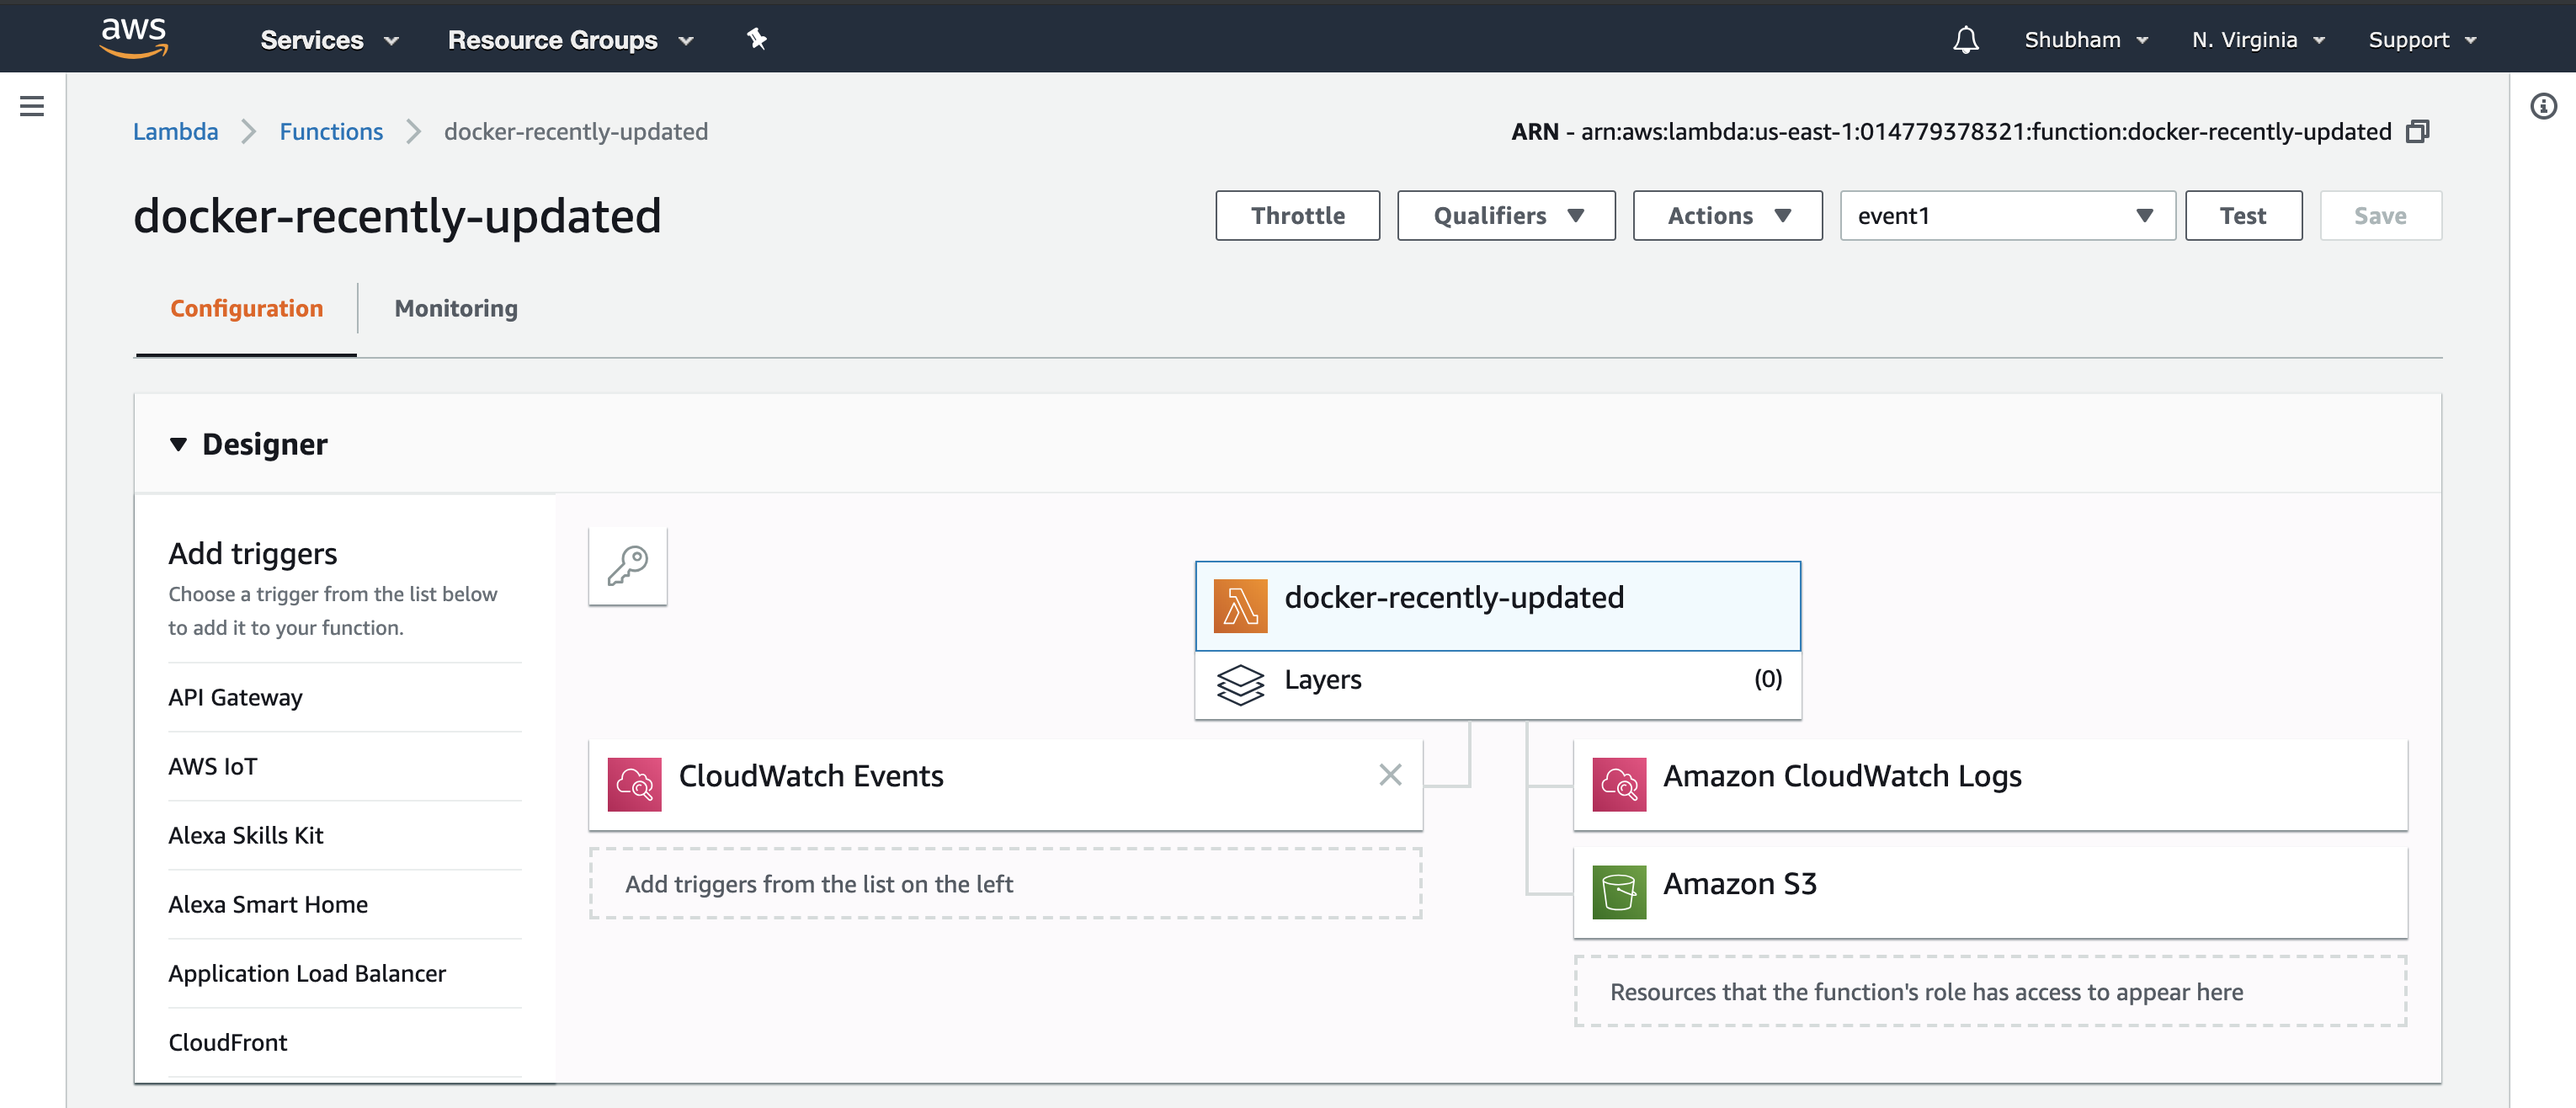 aws
Services
Resource Groups
Shubham
N. Virginia
Support
Lambda
Functions
docker-recently-updated
ARN - arn:aws:lambda:us-east-1:014779378321:function:docker-recently-updated
docker-recently-updated
Throttle
Qualifiers
Actions
event1
Test
Save
Configuration
Monitoring
Designer
Add triggers
Choose a trigger from the list below
to add it to your function.
API Gateway
AWS IoT
Alexa Skills Kit
Alexa Smart Home
Application Load Balancer
CloudFront
docker-recently-updated
Layers
(0)
CloudWatch Events
Add triggers from the list on the left
Amazon CloudWatch Logs
Amazon S3
Resources that the function's role has access to appear here